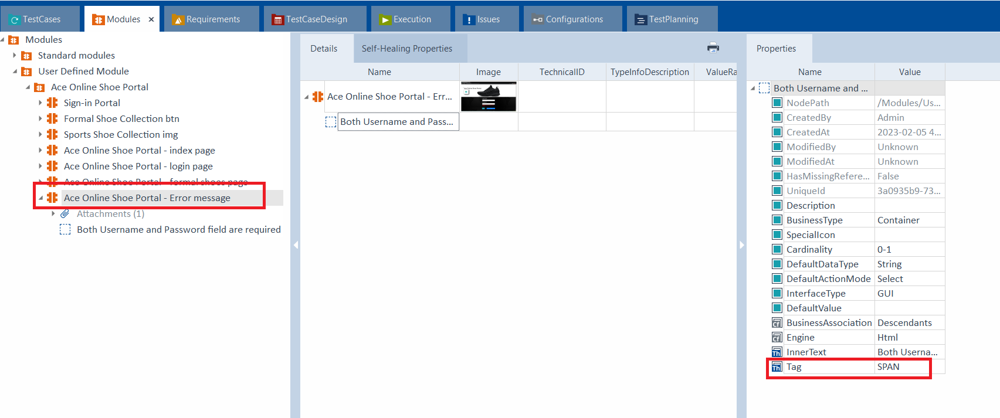 TestCases
Modules ×
Requirements
TestCaseDesign
Execution
Issues
Configurations
TestPlanning
Modules
Standard modules
User Defined Module
Ace Online Shoe Portal
Sign-in Portal
Formal Shoe Collection btn
Sports Shoe Collection img
Ace Online Shoe Portal - index page
Ace Online Shoe Portal - login page
Ace Online Shoe Portal - formal shoes page
Ace Online Shoe Portal - Error message
Attachments (1)
Both Username and Password field are required
Details
Self-Healing Properties
Name Image TechnicalID TypeInfoDescription ValueRa
Ace Online Shoe Portal - Err...
Both Username and Pass...
Properties
Name Value
Both Username and ...
NodePath /Modules/Us...
CreatedBy Admin
CreatedAt 2023-02-05 4...
ModifiedBy Unknown
ModifiedAt Unknown
HasMissingRefere... False
UniqueId 3a0935b9-73...
Description
BusinessType Container
SpecialIcon
Cardinality 0-1
DefaultDataType String
DefaultActionMode Select
InterfaceType GUI
DefaultValue
Cf BusinessAssociation Descendants
Cf Engine Html
Th InnerText Both Userna...
Th Tag SPAN